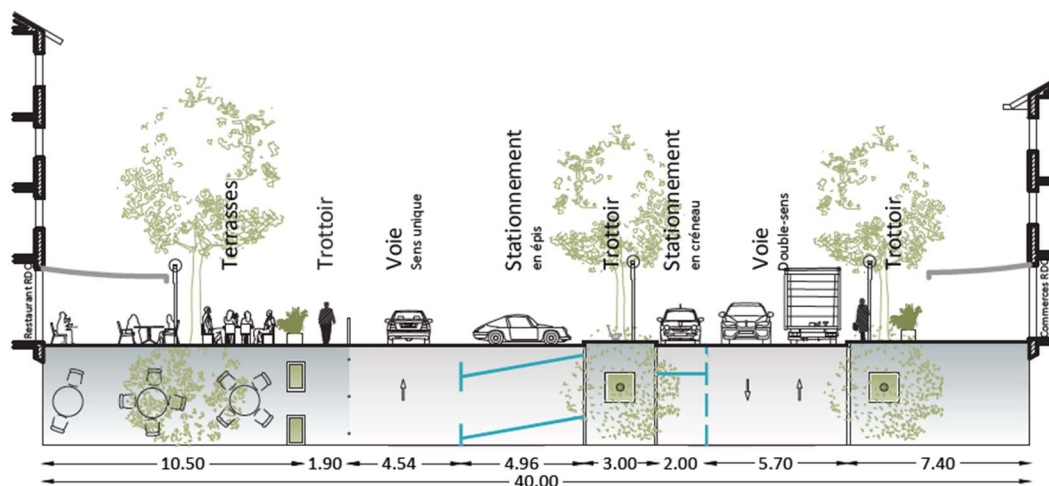 Restaurant RDC
Terrasses
Trottoir
Voie
Sens unique
Stationnement
en épis
Trottoir
Stationnement
en créneau
Voie
Double-sens
Trottoir
Commerces RDC
10.50
1.90
4.54
4.96
3.00
2.00
5.70
7.40
40.00